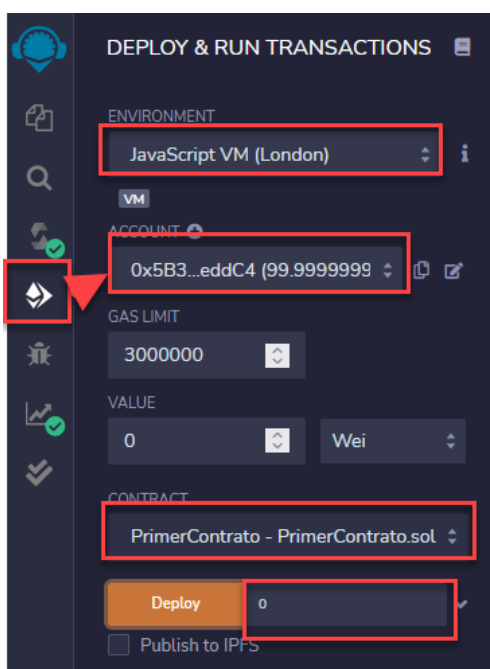 DEPLOY & RUN TRANSACTIONS
ENVIRONMENT
JavaScript VM (London)
VM
ACCOUNT
0x5B3...eddC4 (99.9999999
GAS LIMIT
3000000
VALUE
0 Wei
CONTRACT
PrimerContrato - PrimerContrato.sol
Deploy 0
Publish to IPFS